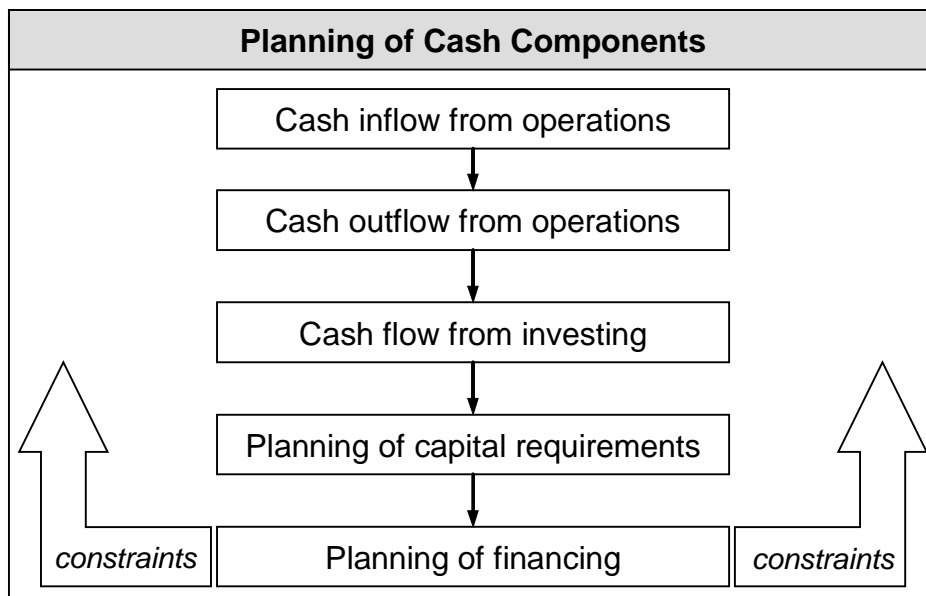 Planning of Cash Components
Cash inflow from operations
Cash outflow from operations
Cash flow from investing
Planning of capital requirements
constraints
Planning of financing
constraints